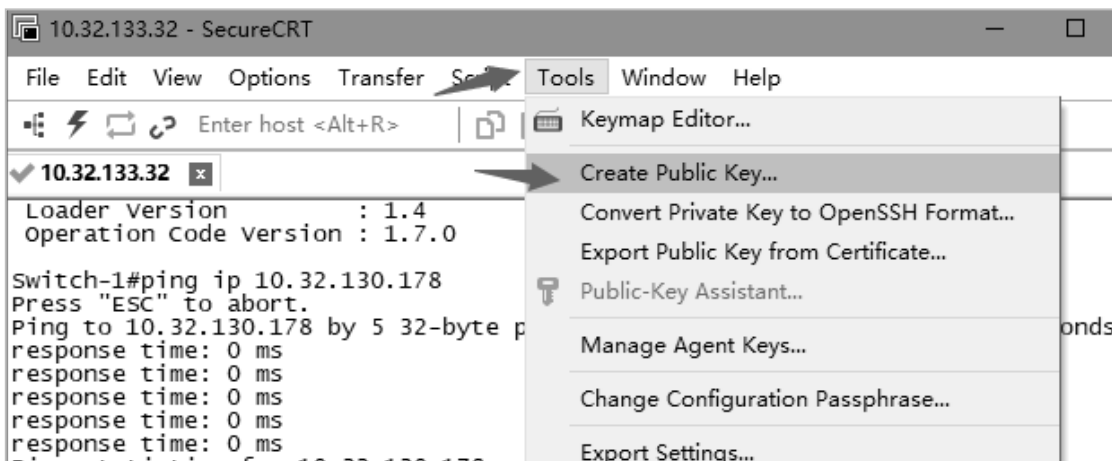 10.32.133.32 - SecureCRT
File Edit View Options Transfer Script Tools Window Help
Enter host <Alt+R>
10.32.133.32
Loader Version : 1.4
Operation Code Version : 1.7.0
Switch-1#ping ip 10.32.130.178
Press "ESC" to abort.
Ping to 10.32.130.178 by 5 32-byte p
onds
response time: 0 ms
response time: 0 ms
response time: 0 ms
response time: 0 ms
response time: 0 ms
Keymap Editor...
Create Public Key...
Convert Private Key to OpenSSH Format...
Export Public Key from Certificate...
Public-Key Assistant...
Manage Agent Keys...
Change Configuration Passphrase...
Export Settings...